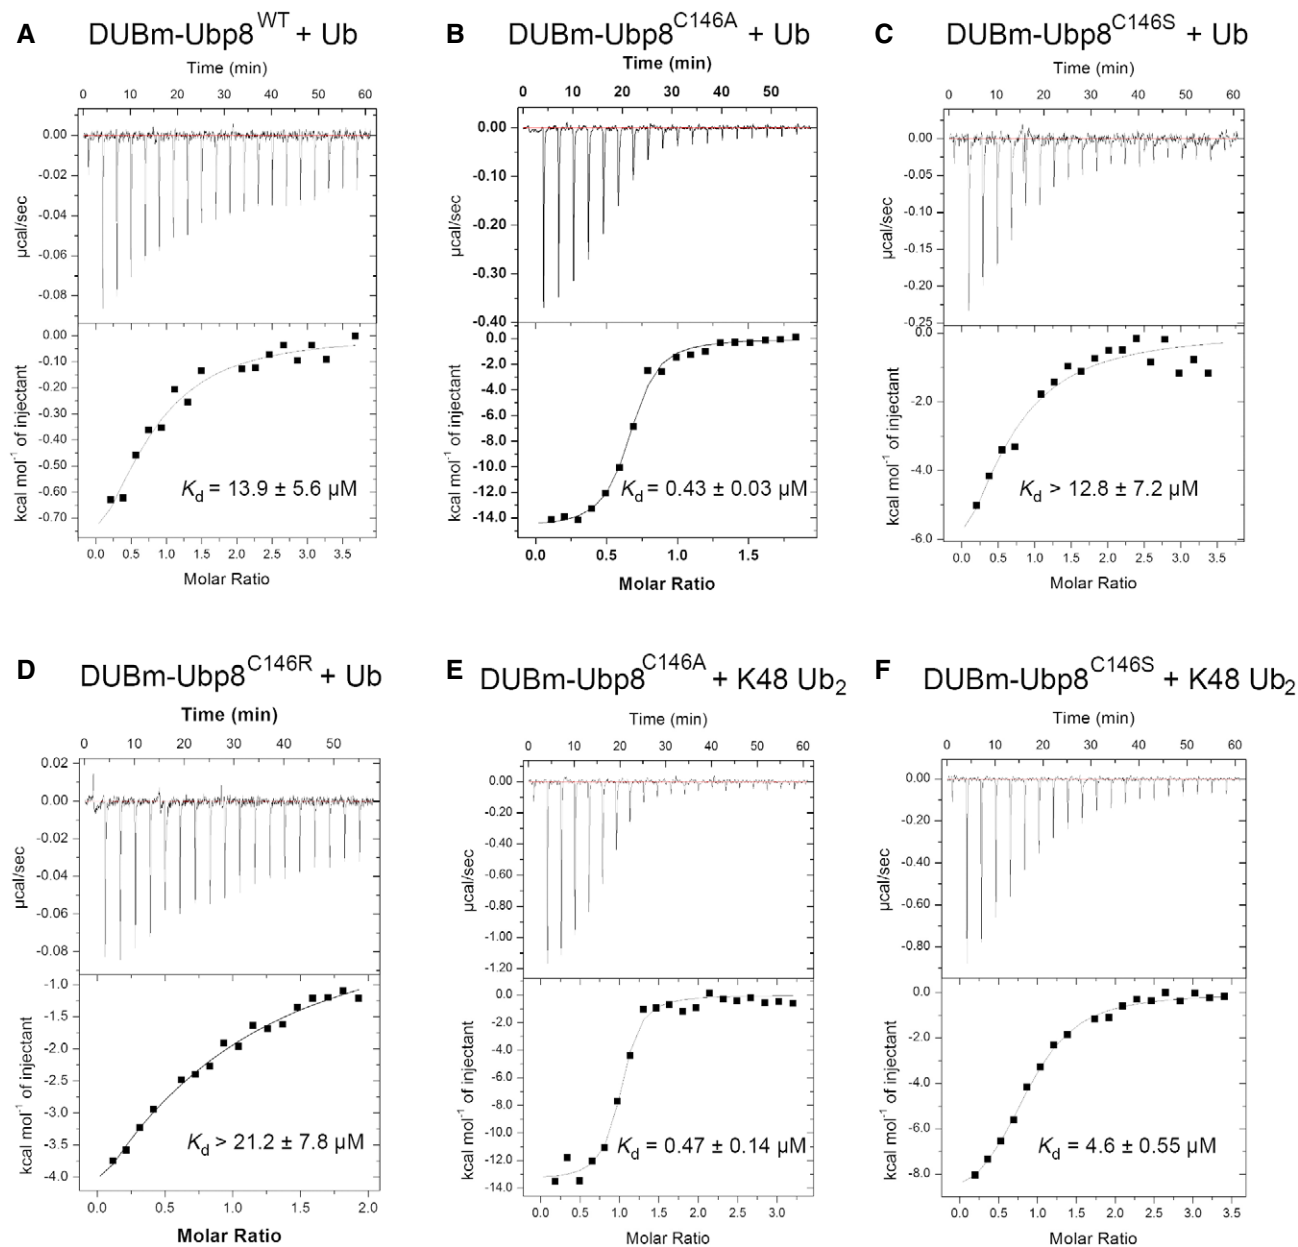 A DUBm-Ubp8^WT + Ub
Time (min)
0 10 20 30 40 50 60
0.00
-0.02
-0.04
-0.06
-0.08
µcal/sec
0.00
-0.10
-0.20
-0.30
-0.40
-0.50
-0.60
-0.70
kcal mol⁻¹ of injectant
K_d = 13.9 ± 5.6 µM
0.0 0.5 1.0 1.5 2.0 2.5 3.0 3.5
Molar Ratio
B DUBm-Ubp8^C146A + Ub
Time (min)
0 10 20 30 40 50
0.00
-0.10
-0.20
-0.30
-0.40
µcal/sec
0.0
-2.0
-4.0
-6.0
-8.0
-10.0
-12.0
-14.0
kcal mol⁻¹ of injectant
K_d = 0.43 ± 0.03 µM
0.0 0.5 1.0 1.5
Molar Ratio
C DUBm-Ubp8^C146S + Ub
Time (min)
0 10 20 30 40 50 60
0.00
-0.05
-0.10
-0.15
-0.20
-0.25
µcal/sec
0.0
-2.0
-4.0
-6.0
kcal mol⁻¹ of injectant
K_d > 12.8 ± 7.2 µM
0.0 0.5 1.0 1.5 2.0 2.5 3.0 3.5
Molar Ratio
D DUBm-Ubp8^C146R + Ub
Time (min)
0 10 20 30 40 50
0.02
0.00
-0.02
-0.04
-0.06
-0.08
µcal/sec
-1.0
-1.5
-2.0
-2.5
-3.0
-3.5
-4.0
kcal mol⁻¹ of injectant
K_d > 21.2 ± 7.8 µM
0.0 0.5 1.0 1.5 2.0
Molar Ratio
E DUBm-Ubp8^C146A + K48 Ub₂
Time (min)
0 10 20 30 40 50 60
0.00
-0.20
-0.40
-0.60
-0.80
-1.00
-1.20
µcal/sec
0.0
-2.0
-4.0
-6.0
-8.0
-10.0
-12.0
-14.0
kcal mol⁻¹ of injectant
K_d = 0.47 ± 0.14 µM
0.0 0.5 1.0 1.5 2.0 2.5 3.0
Molar Ratio
F DUBm-Ubp8^C146S + K48 Ub₂
Time (min)
0 10 20 30 40 50 60
0.00
-0.20
-0.40
-0.60
-0.80
µcal/sec
0.0
-2.0
-4.0
-6.0
-8.0
kcal mol⁻¹ of injectant
K_d = 4.6 ± 0.55 µM
0.0 0.5 1.0 1.5 2.0 2.5 3.0 3.5
Molar Ratio